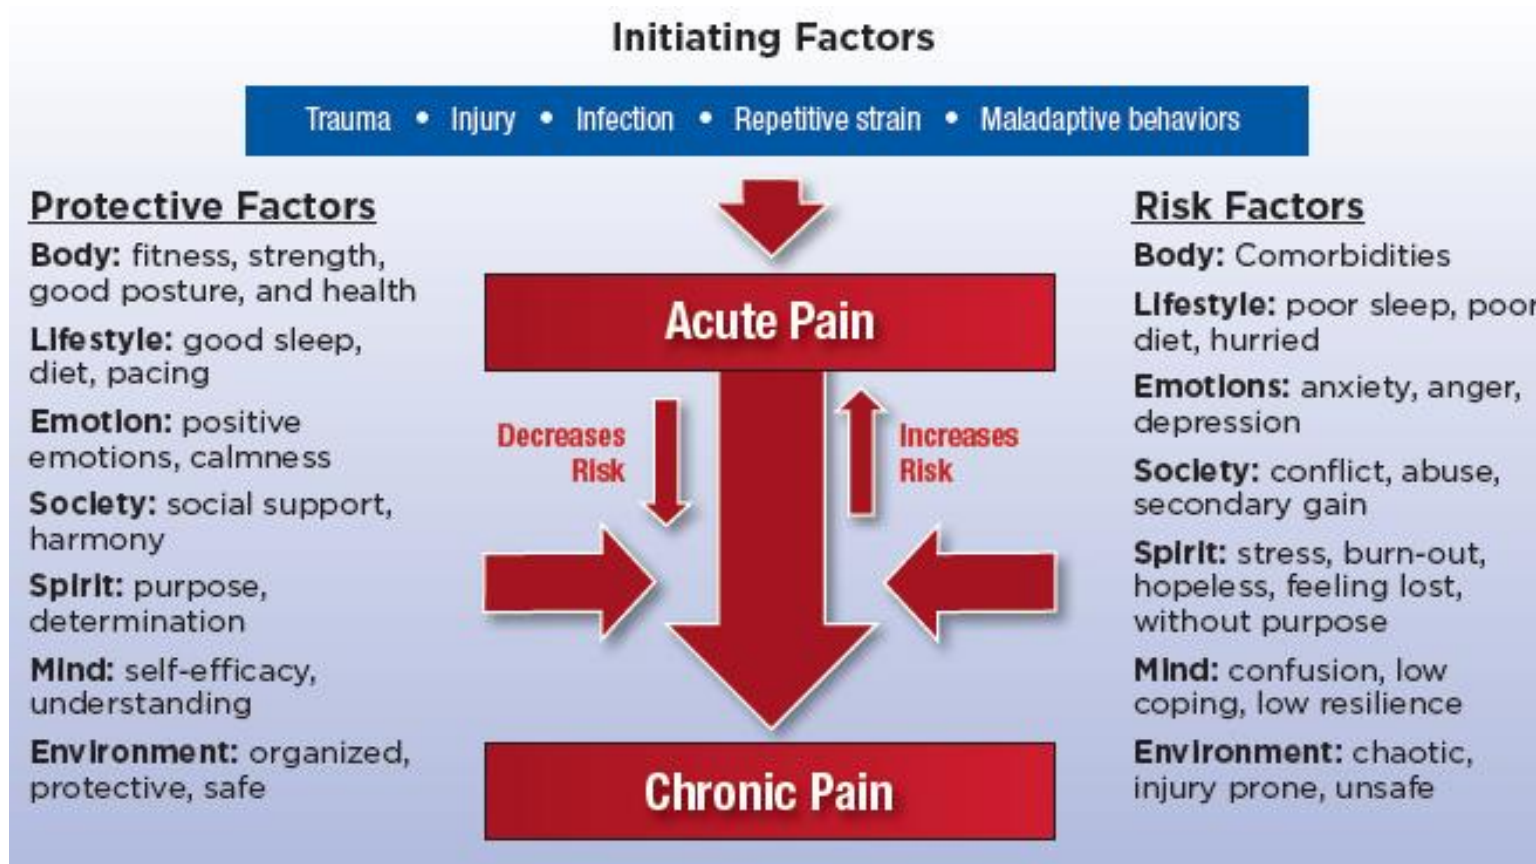 Initiating Factors
Trauma • Injury • Infection • Repetitive strain • Maladaptive behaviors
Protective Factors
Body: fitness, strength,
good posture, and health
Lifestyle: good sleep,
diet, pacing
Emotion: positive
emotions, calmness
Society: social support,
harmony
Spirit: purpose,
determination
Mind: self-efficacy,
understanding
Environment: organized,
protective, safe
Acute Pain
Decreases
Risk
Increases
Risk
Chronic Pain
Risk Factors
Body: Comorbidities
Lifestyle: poor sleep, poor
diet, hurried
Emotions: anxiety, anger,
depression
Society: conflict, abuse,
secondary gain
Spirit: stress, burn-out,
hopeless, feeling lost,
without purpose
Mind: confusion, low
coping, low resilience
Environment: chaotic,
injury prone, unsafe